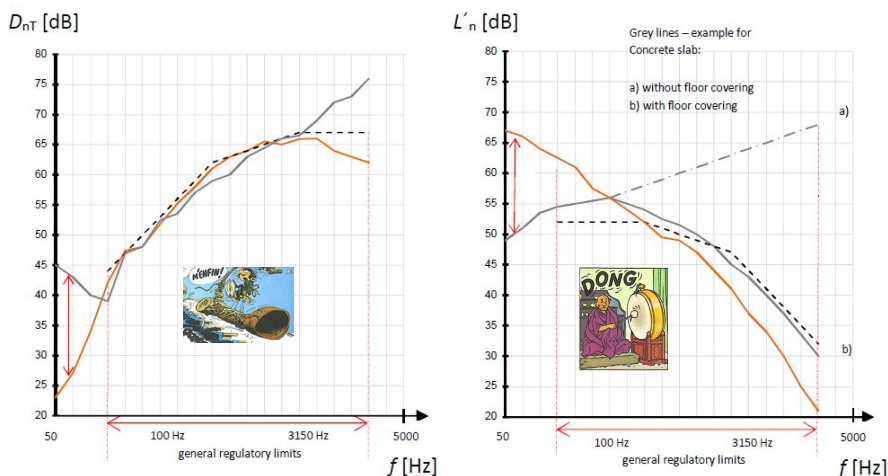 DnT [dB]
80
75
70
65
60
55
50
45
40
35
30
25
20
50
100 Hz
3150 Hz
5000
general regulatory limits
f [Hz]
M'ENFIN!
L´n [dB]
80
75
70
65
60
55
50
45
40
35
30
25
20
Grey lines – example for
Concrete slab:
a) without floor covering
b) with floor covering
a)
b)
DONG
50
100 Hz
3150 Hz
5000
general regulatory limits
f [Hz]